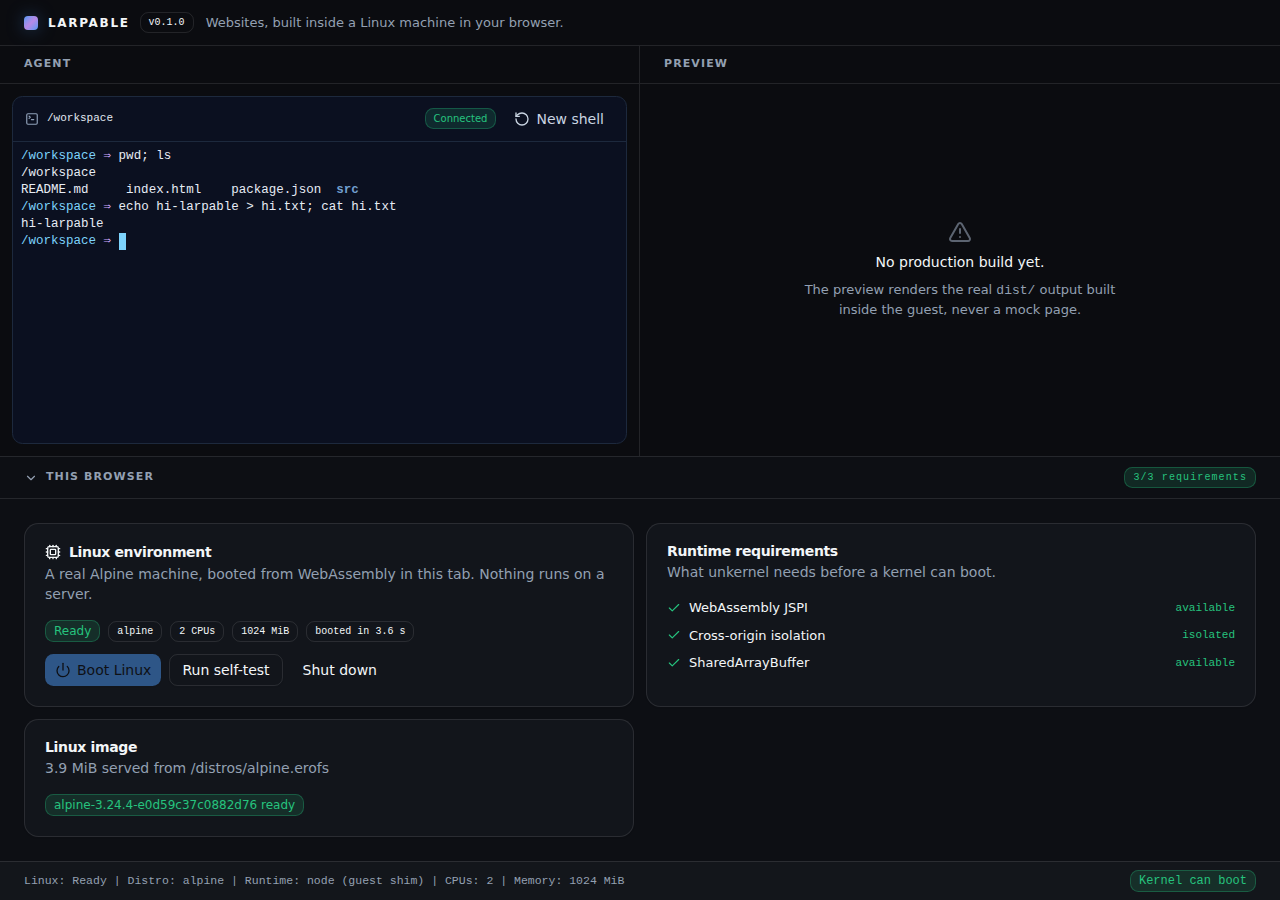 LARPABLE v0.1.0 Websites, built inside a Linux machine in your browser.
AGENT
PREVIEW
/workspace Connected New shell
/workspace ⇒ pwd; ls
/workspace
README.md index.html package.json src
/workspace ⇒ echo hi-larpable > hi.txt; cat hi.txt
hi-larpable
/workspace ⇒
No production build yet.
The preview renders the real dist/ output built
inside the guest, never a mock page.
THIS BROWSER 3/3 requirements
Linux environment
A real Alpine machine, booted from WebAssembly in this tab. Nothing runs on a
server.
Ready alpine 2 CPUs 1024 MiB booted in 3.6 s
Boot Linux Run self-test Shut down
Runtime requirements
What unkernel needs before a kernel can boot.
WebAssembly JSPI available
Cross-origin isolation isolated
SharedArrayBuffer available
Linux image
3.9 MiB served from /distros/alpine.erofs
alpine-3.24.4-e0d59c37c0882d76 ready
Linux: Ready | Distro: alpine | Runtime: node (guest shim) | CPUs: 2 | Memory: 1024 MiB Kernel can boot